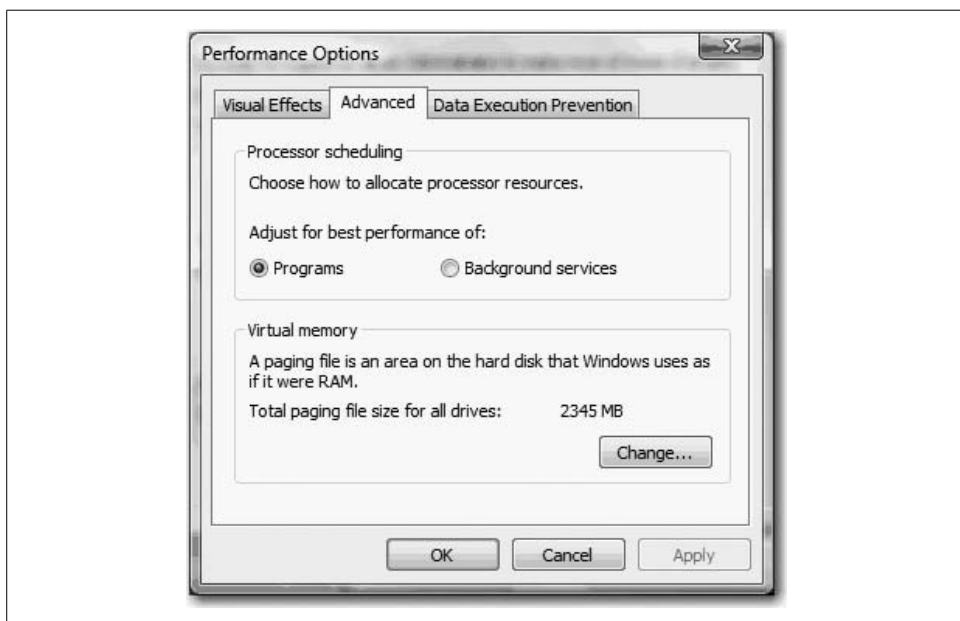 Performance Options
Visual Effects
Advanced
Data Execution Prevention
Processor scheduling
Choose how to allocate processor resources.
Adjust for best performance of:
Programs
Background services
Virtual memory
A paging file is an area on the hard disk that Windows uses as
if it were RAM.
Total paging file size for all drives: 2345 MB
Change...
OK
Cancel
Apply